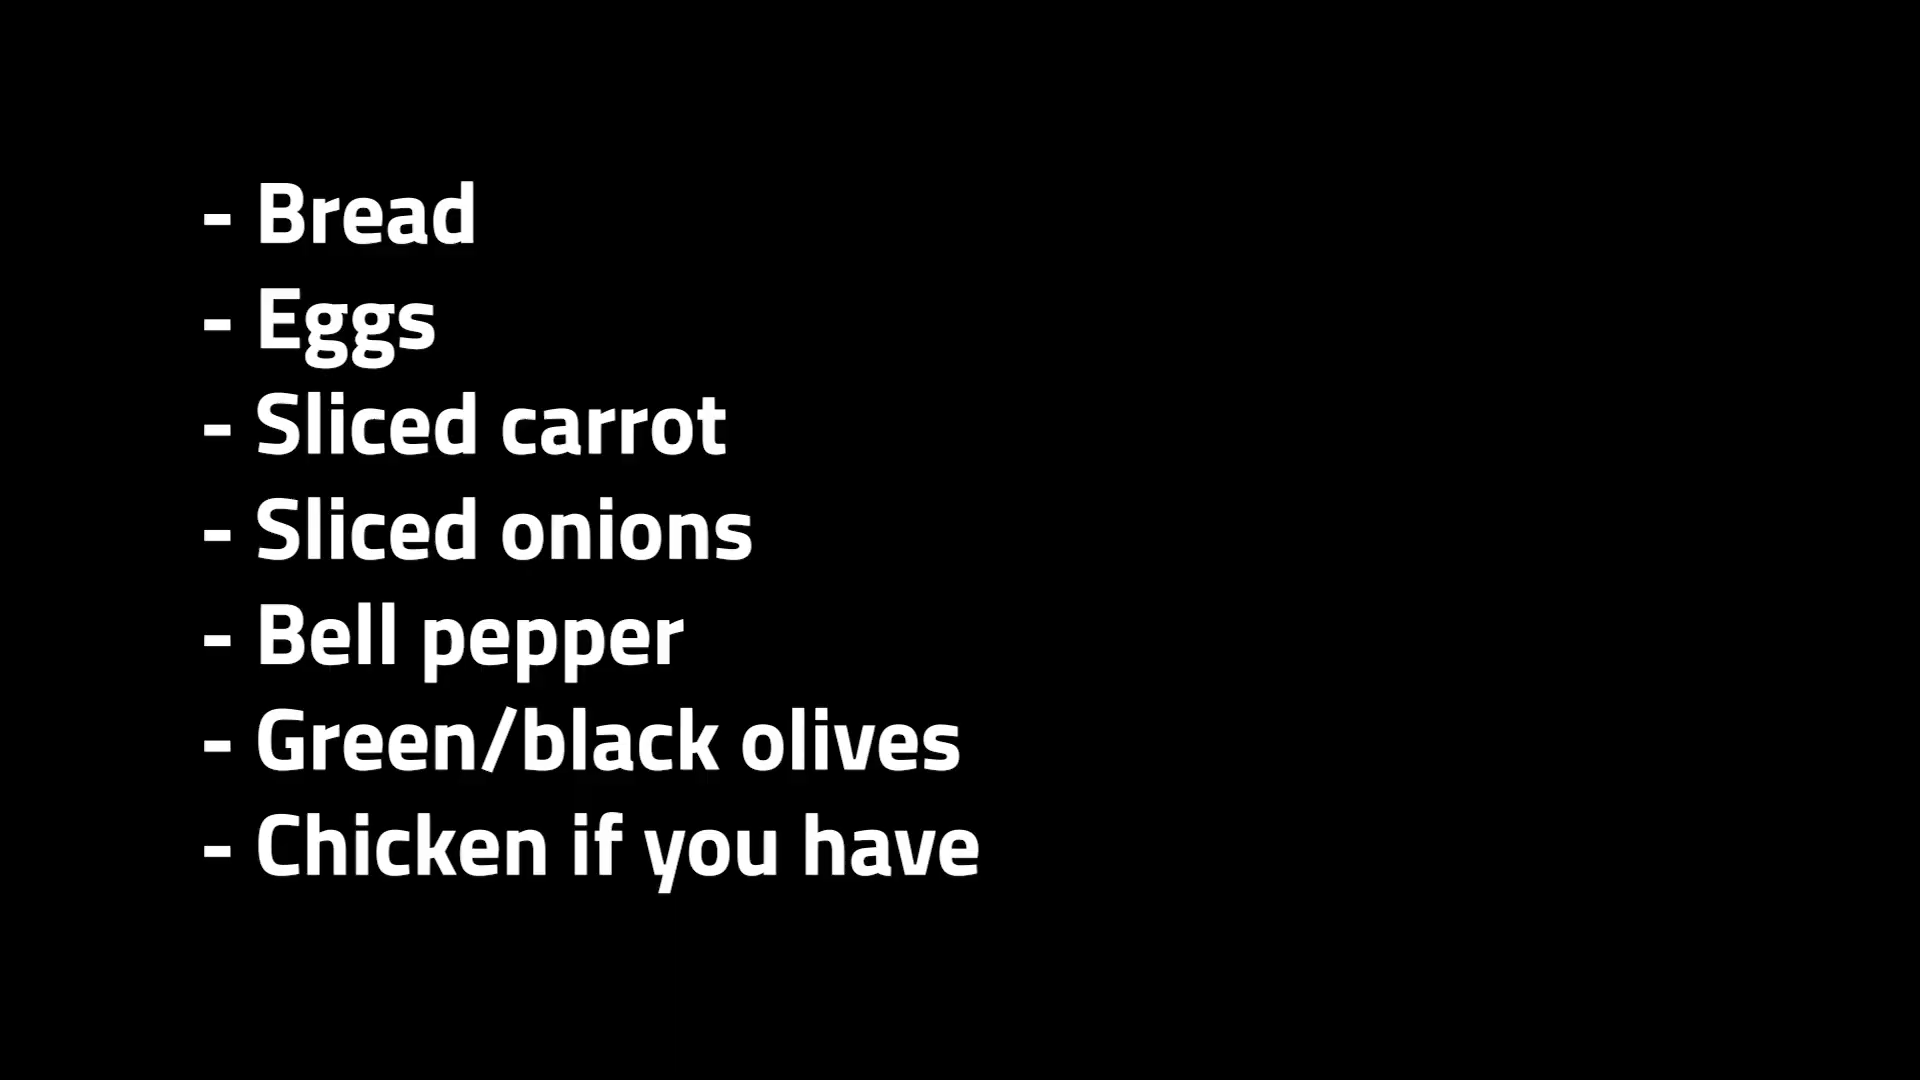 - Bread
- Eggs
- Sliced carrot
- Sliced onions
- Bell pepper
- Green/black olives
- Chicken if you have